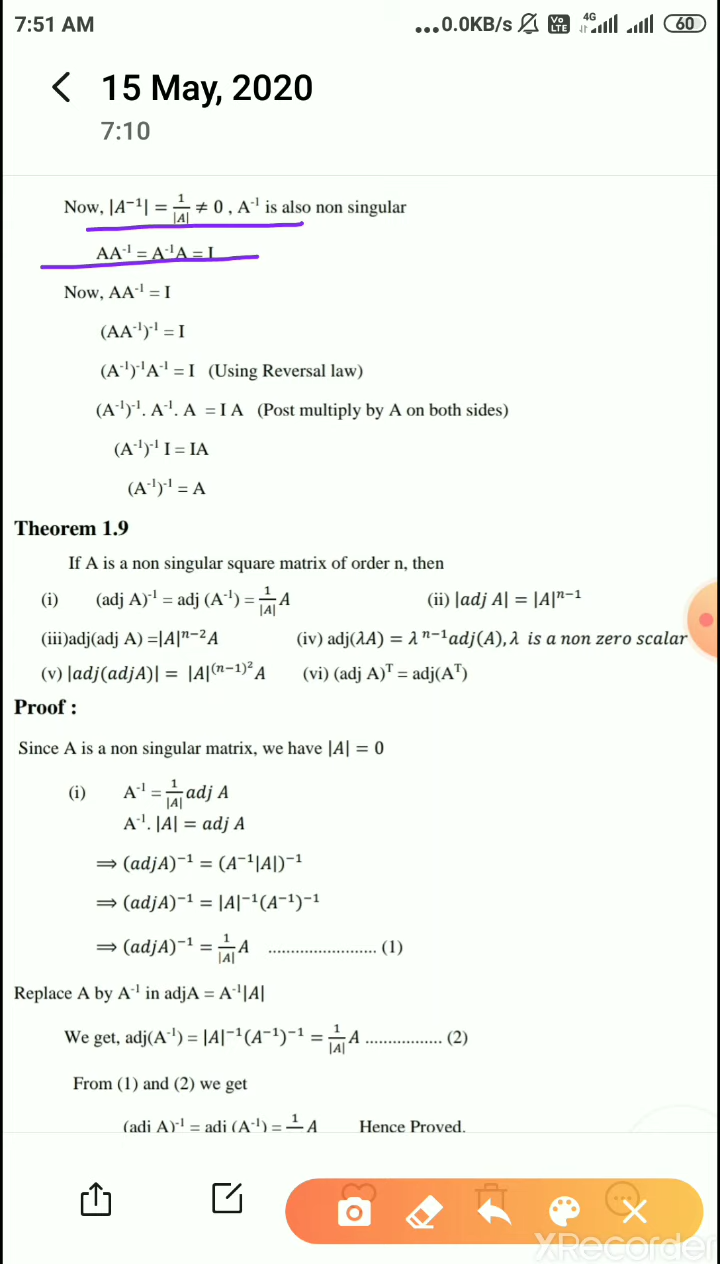 7:51 AM ...0.0KB/s Vo LTE 4G 60
15 May, 2020
7:10
Now, |A⁻¹| = 1/|A| ≠ 0 , A⁻¹ is also non singular
AA⁻¹ = A⁻¹A = I
Now, AA⁻¹ = I
(AA⁻¹)⁻¹ = I
(A⁻¹)⁻¹A⁻¹ = I (Using Reversal law)
(A⁻¹)⁻¹. A⁻¹. A = I A (Post multiply by A on both sides)
(A⁻¹)⁻¹ I = IA
(A⁻¹)⁻¹ = A
Theorem 1.9
If A is a non singular square matrix of order n, then
(i) (adj A)⁻¹ = adj (A⁻¹) = 1/|A| A (ii) |adj A| = |A|ⁿ⁻¹
(iii)adj(adj A) =|A|ⁿ⁻²A (iv) adj(λA) = λ ⁿ⁻¹adj(A), λ is a non zero scalar
(v) |adj(adjA)| = |A|^(n−1)² A (vi) (adj A)ᵀ = adj(Aᵀ)
Proof :
Since A is a non singular matrix, we have |A| = 0
(i) A⁻¹ = 1/|A| adj A
A⁻¹. |A| = adj A
⟹ (adjA)⁻¹ = (A⁻¹|A|)⁻¹
⟹ (adjA)⁻¹ = |A|⁻¹(A⁻¹)⁻¹
⟹ (adjA)⁻¹ = 1/|A| A ........................ (1)
Replace A by A⁻¹ in adjA = A⁻¹|A|
We get, adj(A⁻¹) = |A|⁻¹(A⁻¹)⁻¹ = 1/|A| A ................. (2)
From (1) and (2) we get
(adj A)⁻¹ = adj (A⁻¹) = 1/ A Hence Proved.
XRecorder